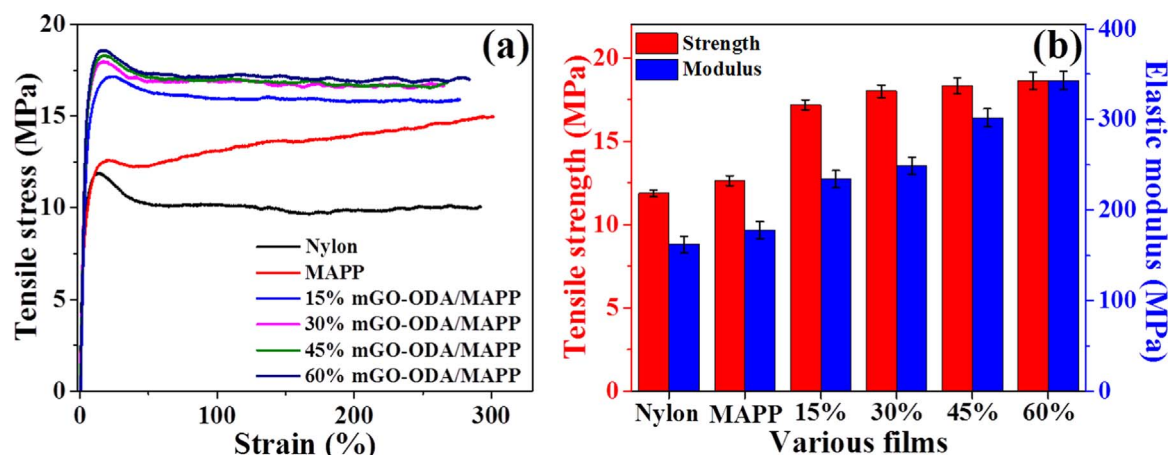 20
15
10
5
0
Tensile stress (MPa)
(a)
Nylon
MAPP
15% mGO-ODA/MAPP
30% mGO-ODA/MAPP
45% mGO-ODA/MAPP
60% mGO-ODA/MAPP
0 100 200 300
Strain (%)
20
15
10
5
0
Tensile strength (MPa)
Strength
Modulus
(b)
400
300
200
100
0
Elastic modulus (MPa)
Nylon MAPP 15% 30% 45% 60%
Various films